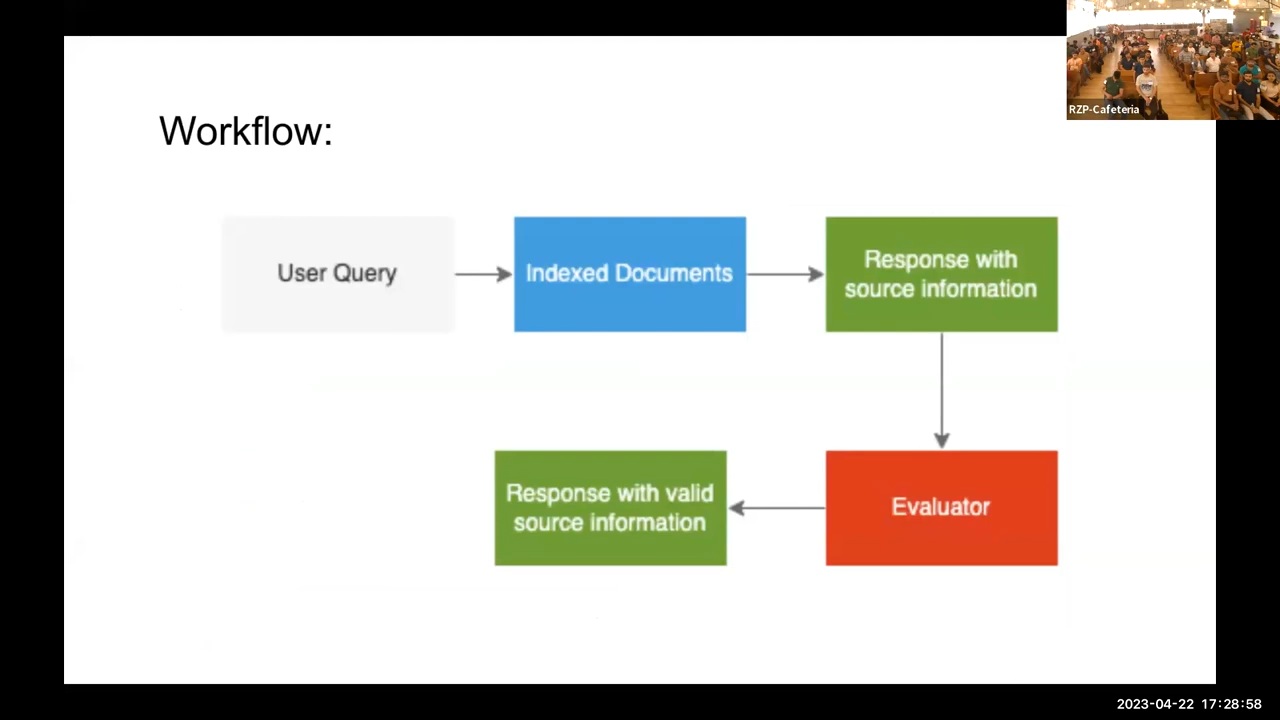 RZP-Cafeteria
Workflow:
User Query
Indexed Documents
Response with
source information
Response with valid
source information
Evaluator
2023-04-22 17:28:58